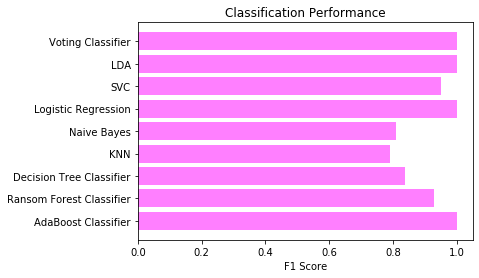 Classification Performance
Voting Classifier
LDA
SVC
Logistic Regression
Naive Bayes
KNN
Decision Tree Classifier
Ransom Forest Classifier
AdaBoost Classifier
0.0 0.2 0.4 0.6 0.8 1.0
F1 Score